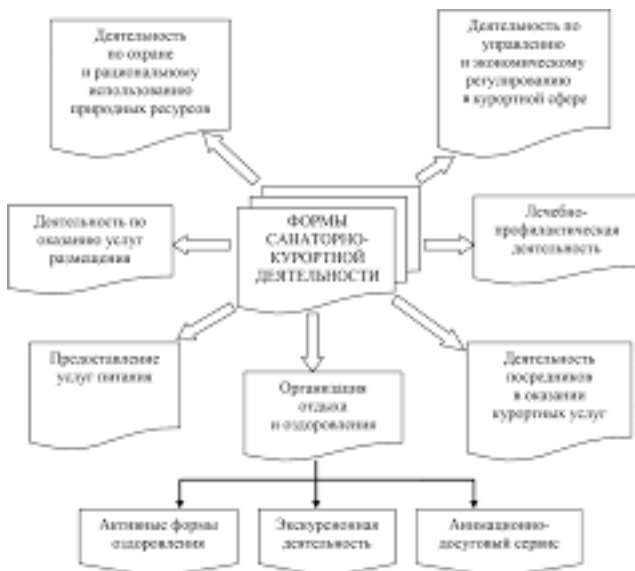 Деятельность
по охране
и рациональному
использованию
природных ресурсов
Деятельность по
управлению
и экономическому
регулированию
в курортной сфере
ФОРМЫ
САНАТОРНО-
КУРОРТНОЙ
ДЕЯТЕЛЬНОСТИ
Деятельность по
оказанию услуг
размещения
Лечебно-
профилактическая
деятельность
Предоставление
услуг питания
Организация
отдыха
и оздоровления
Деятельность
посредников
в оказании
курортных услуг
Активные формы
оздоровления
Экскурсионная
деятельность
Анимационно-
досуговый сервис